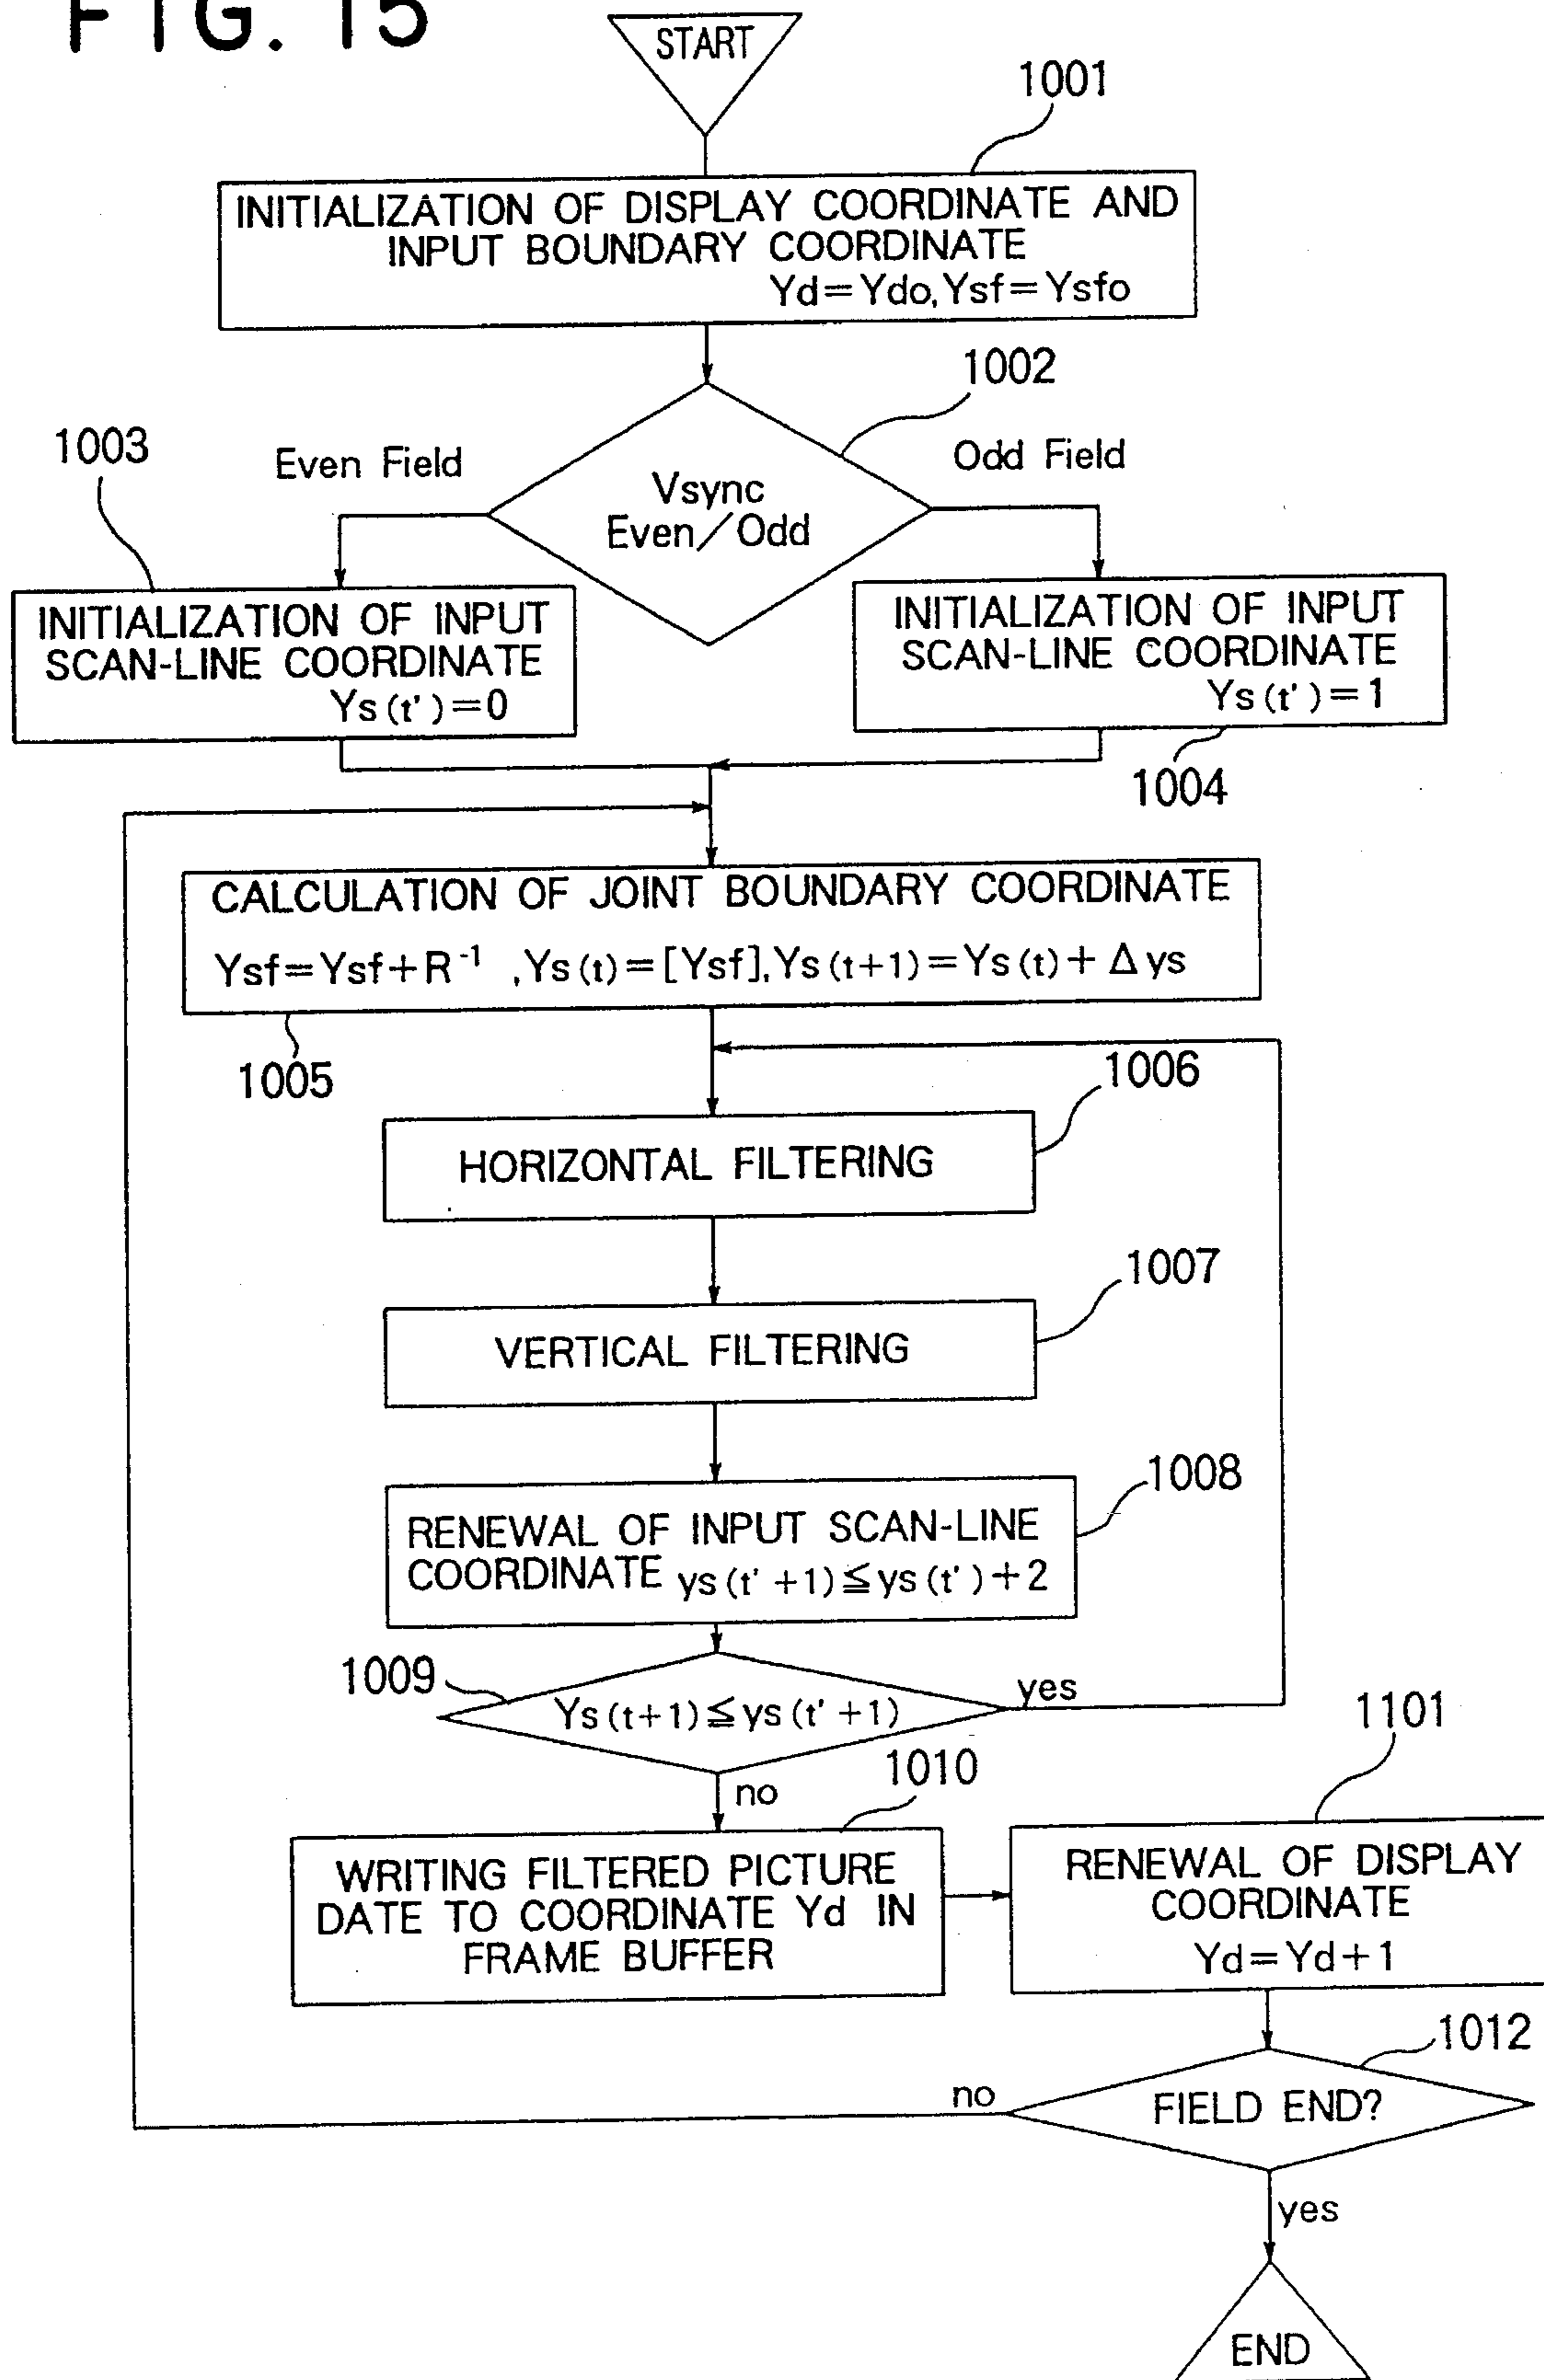 FIG. 15
START
1001
INITIALIZATION OF DISPLAY COORDINATE AND
INPUT BOUNDARY COORDINATE
Yd=Ydo,Ysf=Ysfo
1002
1003
Even Field
Odd Field
Vsync
Even/Odd
INITIALIZATION OF INPUT
SCAN-LINE COORDINATE
Ys(t')=0
INITIALIZATION OF INPUT
SCAN-LINE COORDINATE
Ys(t')=1
1004
CALCULATION OF JOINT BOUNDARY COORDINATE
Ysf=Ysf+R⁻¹ ,Ys(t)=[Ysf],Ys(t+1)=Ys(t)+Δys
1005
1006
HORIZONTAL FILTERING
1007
VERTICAL FILTERING
1008
RENEWAL OF INPUT SCAN-LINE
COORDINATE ys(t'+1)≦ys(t')+2
1009
Ys(t+1)≦ys(t'+1)
yes
1101
no
1010
WRITING FILTERED PICTURE
DATE TO COORDINATE Yd IN
FRAME BUFFER
RENEWAL OF DISPLAY
COORDINATE
Yd=Yd+1
1012
no
FIELD END?
yes
END